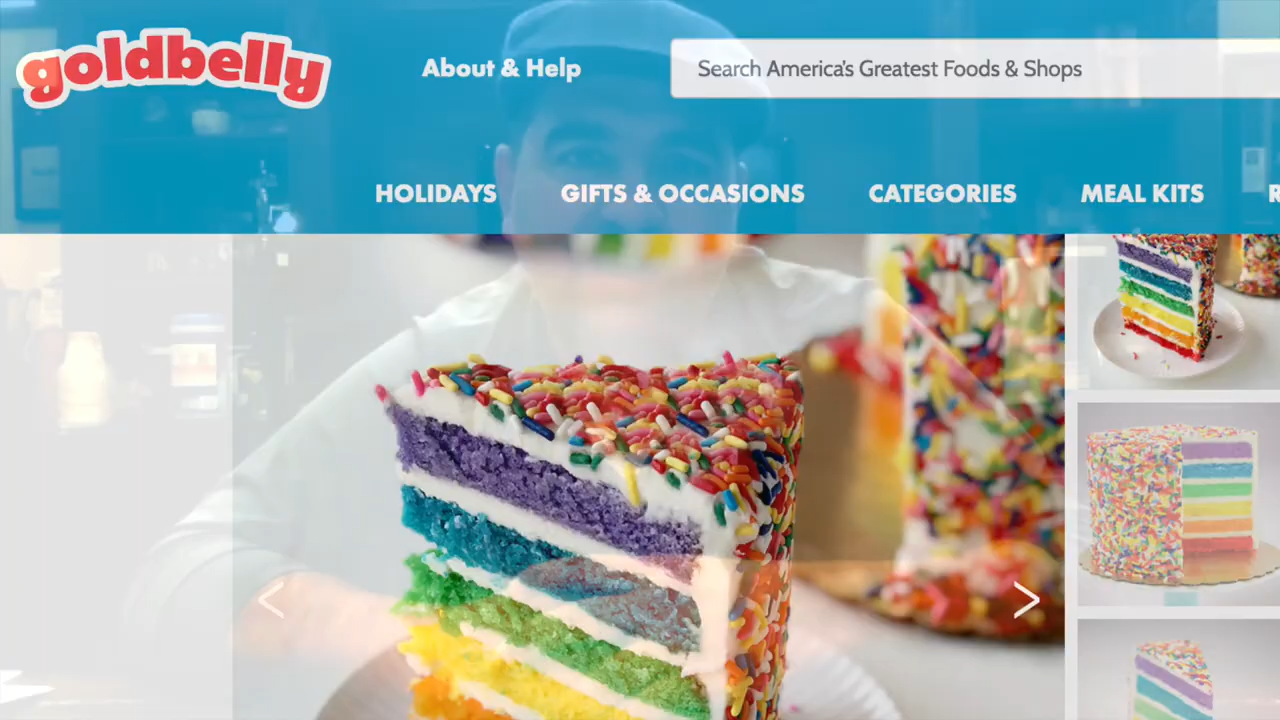 goldbelly
About & Help
Search America's Greatest Foods & Shops
HOLIDAYS GIFTS & OCCASIONS CATEGORIES MEAL KITS R